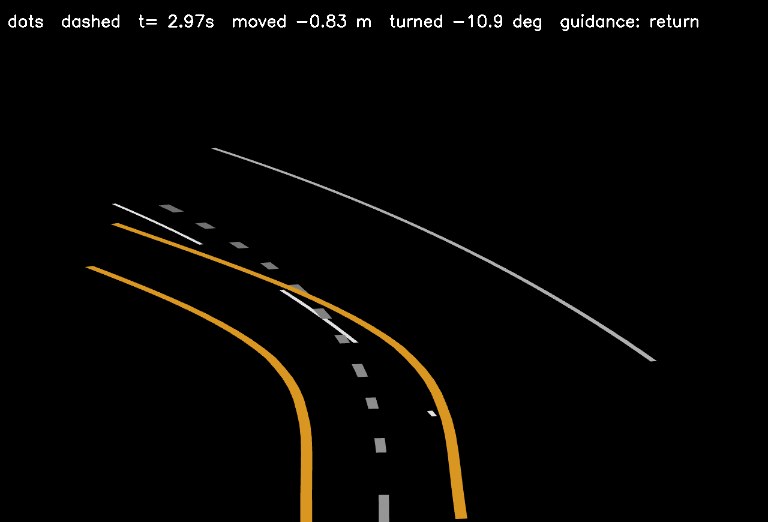 dots dashed t= 2.97s moved −0.83 m turned −10.9 deg guidance: return